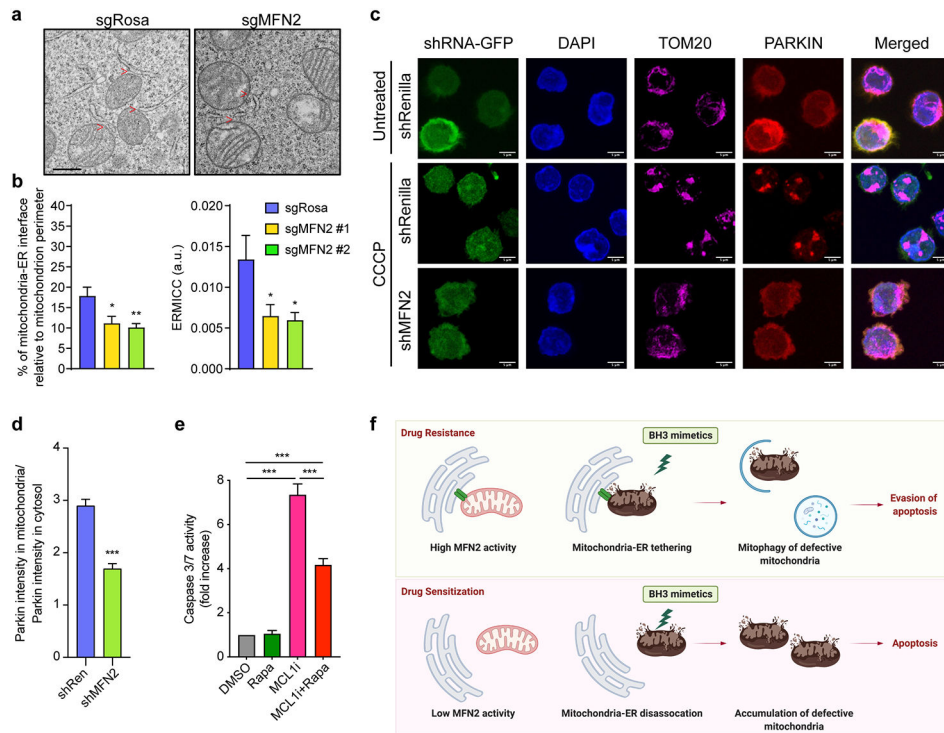 a
sgRosa
sgMFN2
b
% of mitochondria-ER interface
relative to mitochondrion perimeter
40
35
30
25
20
15
10
5
0
*
**
ERMICC (a.u.)
0.020
0.015
0.010
0.005
0.000
*
*
sgRosa
sgMFN2 #1
sgMFN2 #2
c
shRNA-GFP
DAPI
TOM20
PARKIN
Merged
Untreated
shRenilla
CCCP
shRenilla
shMFN2
d
Parkin intensity in mitochondria/
Parkin intensity in cytosol
4
3
2
1
0
***
shRen
shMFN2
e
Caspase 3/7 activity
(fold increase)
8
6
4
2
0
***
***
***
DMSO
Rapa
MCL1i
MCL1i+Rapa
f
Drug Resistance
BH3 mimetics
High MFN2 activity
Mitochondria-ER tethering
Mitophagy of defective
mitochondria
Evasion of
apoptosis
Drug Sensitization
BH3 mimetics
Low MFN2 activity
Mitochondria-ER disassocation
Accumulation of defective
mitochondria
Apoptosis